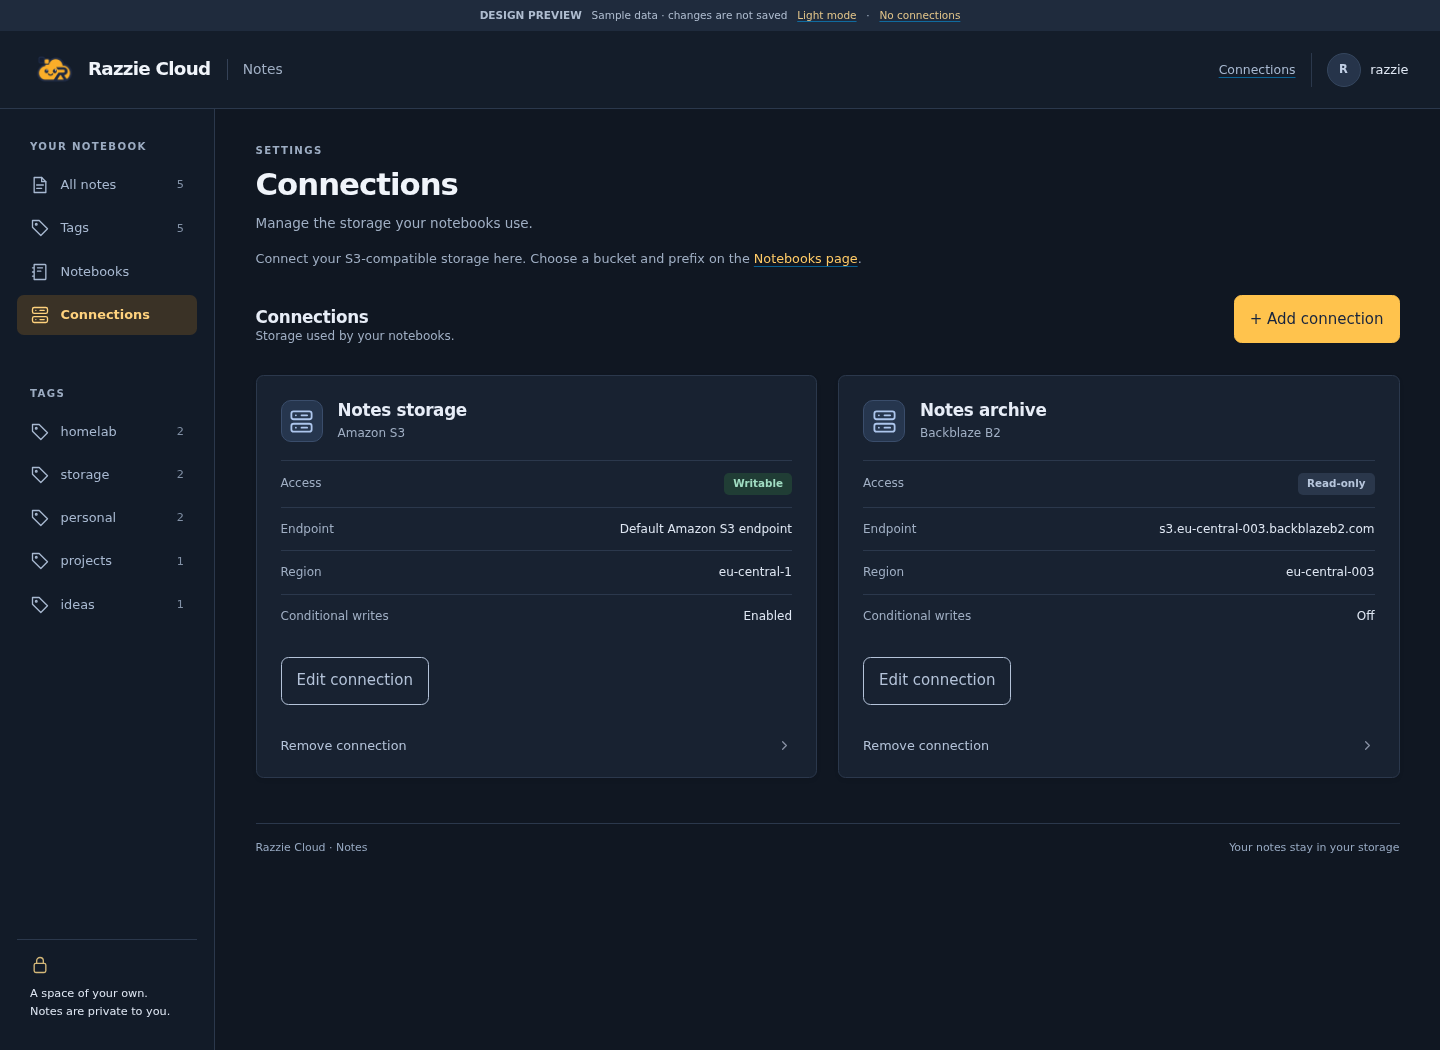 DESIGN PREVIEW Sample data · changes are not saved Light mode · No connections
Razzie Cloud Notes
Connections R razzie
YOUR NOTEBOOK
All notes 5
Tags 5
Notebooks
Connections
TAGS
homelab 2
storage 2
personal 2
projects 1
ideas 1
A space of your own.
Notes are private to you.
SETTINGS
Connections
Manage the storage your notebooks use.
Connect your S3-compatible storage here. Choose a bucket and prefix on the Notebooks page.
Connections
Storage used by your notebooks.
+ Add connection
Notes storage
Amazon S3
Access Writable
Endpoint Default Amazon S3 endpoint
Region eu-central-1
Conditional writes Enabled
Edit connection
Remove connection
Notes archive
Backblaze B2
Access Read-only
Endpoint s3.eu-central-003.backblazeb2.com
Region eu-central-003
Conditional writes Off
Edit connection
Remove connection
Razzie Cloud · Notes
Your notes stay in your storage